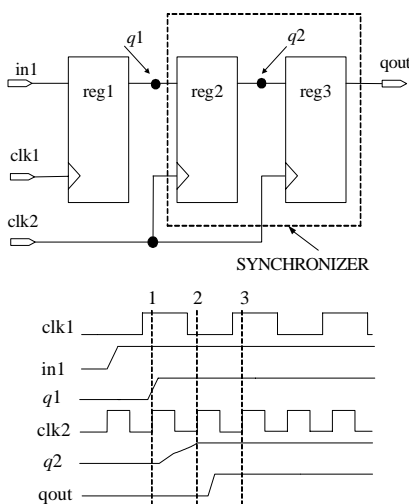 q1
q2
in1
reg1
reg2
reg3
qout
clk1
clk2
SYNCHRONIZER
1 2 3
clk1
in1
q1
clk2
q2
qout